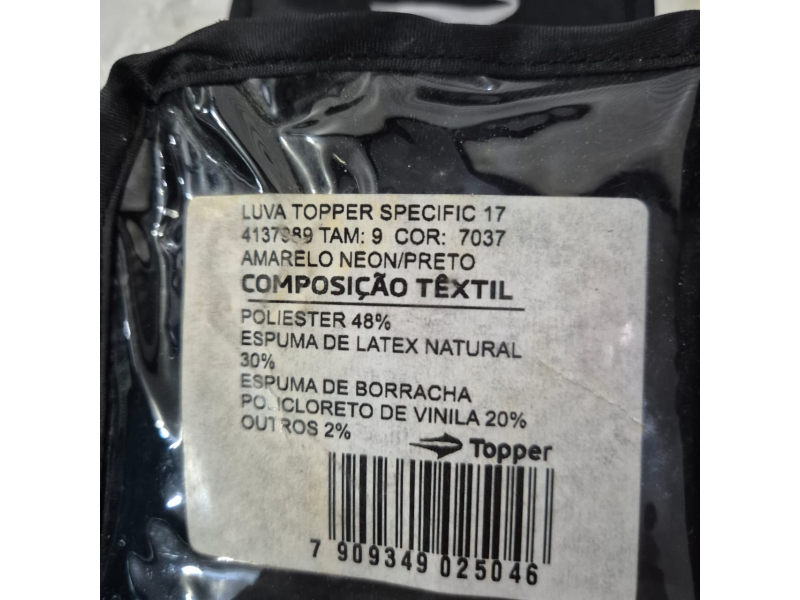 LUVA TOPPER SPECIFIC 17
4137989 TAM: 9 COR: 7037
AMARELO NEON/PRETO
COMPOSIÇÃO TÊXTIL
POLIESTER 48%
ESPUMA DE LATEX NATURAL
30%
ESPUMA DE BORRACHA
POLICLORETO DE VINILA 20%
OUTROS 2%
Topper
7 909349 025046